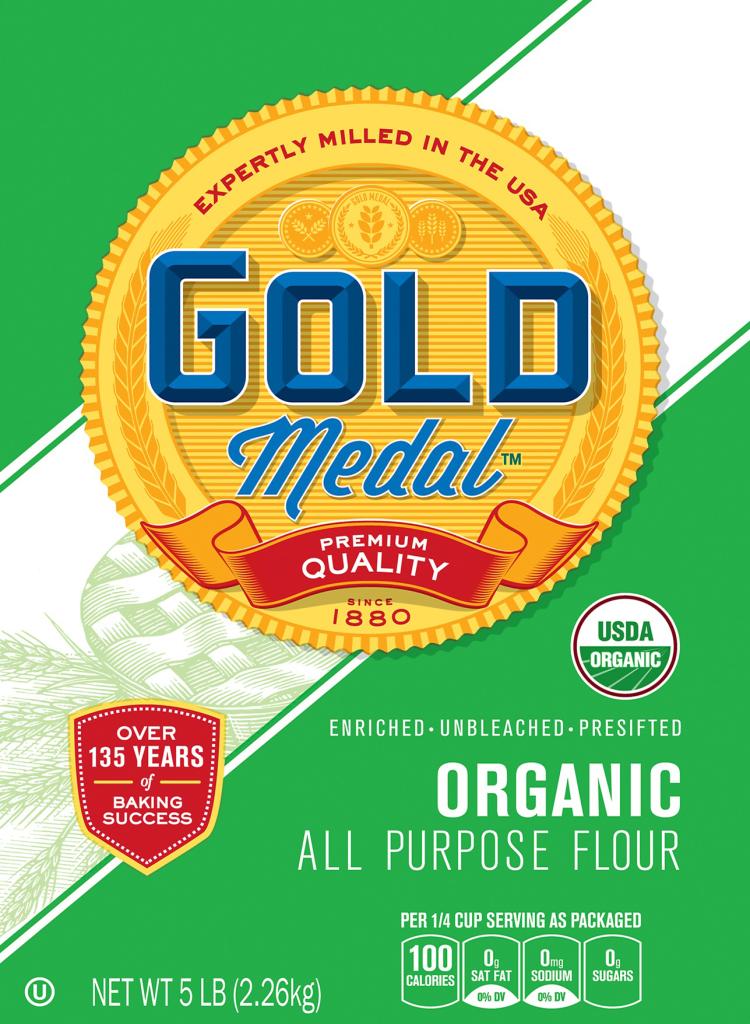 EXPERTLY MILLED IN THE USA
GOLD MEDAL
GOLD
Medal™
PREMIUM
QUALITY
SINCE
1880
USDA
ORGANIC
ENRICHED • UNBLEACHED • PRESIFTED
OVER
135 YEARS
of
BAKING
SUCCESS
ORGANIC
ALL PURPOSE FLOUR
PER 1/4 CUP SERVING AS PACKAGED
100
CALORIES
0g
SAT FAT
0% DV
0mg
SODIUM
0% DV
0g
SUGARS
U
NET WT 5 LB (2.26kg)